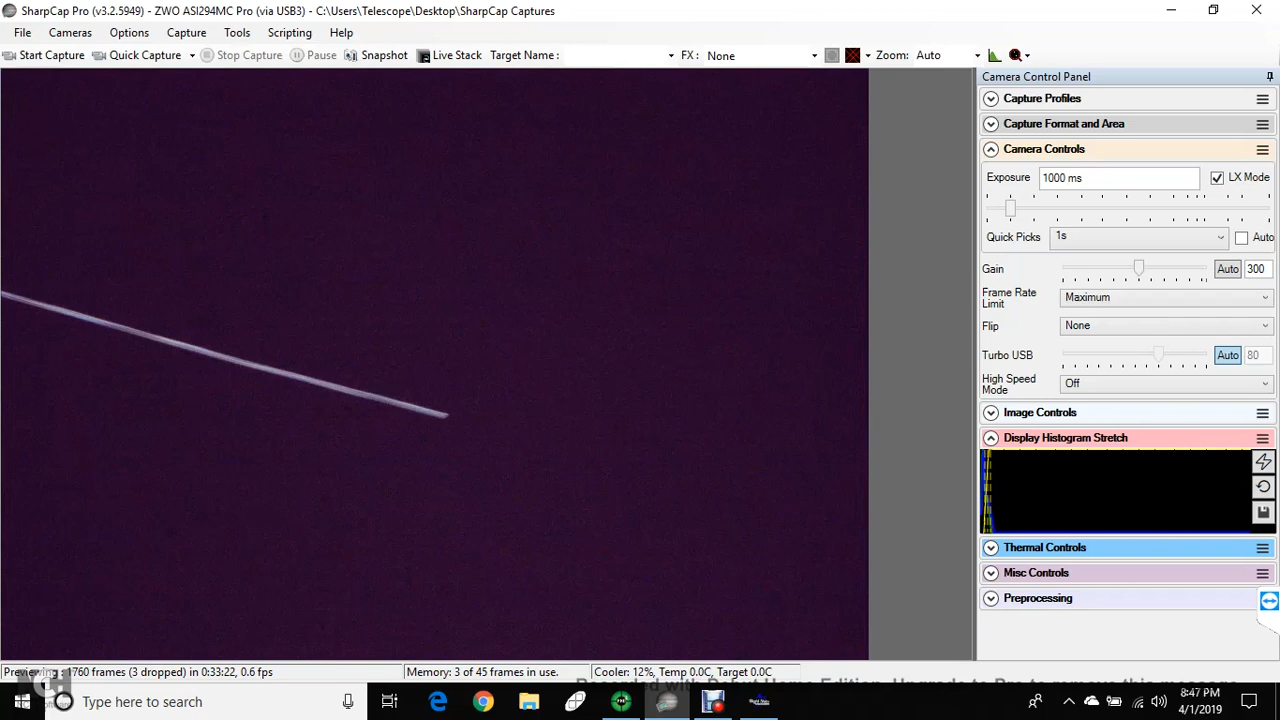 SharpCap Pro (v3.2.5949) - ZWO ASI294MC Pro (via USB3) - C:\Users\Telescope\Desktop\SharpCap Captures
File Cameras Options Capture Tools Scripting Help
Start Capture Quick Capture Stop Capture Pause Snapshot Live Stack Target Name : FX : None Zoom: Auto
Camera Control Panel
Capture Profiles
Capture Format and Area
Camera Controls
Exposure 1000 ms LX Mode
Quick Picks 1s Auto
Gain Auto 300
Frame Rate Limit Maximum
Flip None
Turbo USB Auto 80
High Speed Mode Off
Image Controls
Display Histogram Stretch
Thermal Controls
Misc Controls
Preprocessing
Previewing : 1760 frames (3 dropped) in 0:33:22, 0.6 fps Memory: 3 of 45 frames in use. Cooler: 12%, Temp 0.0C, Target 0.0C
Type here to search
8:47 PM
4/1/2019